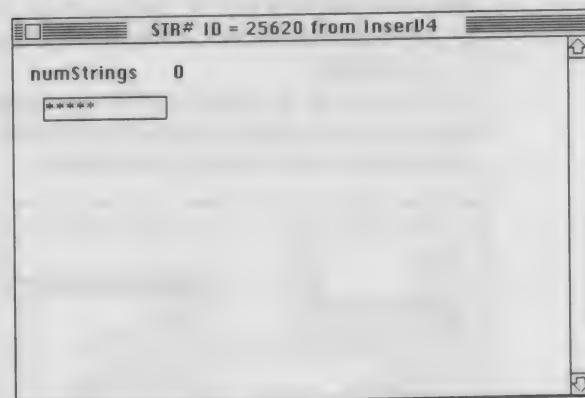 STR# ID = 25620 from InserV4
numStrings 0
*****